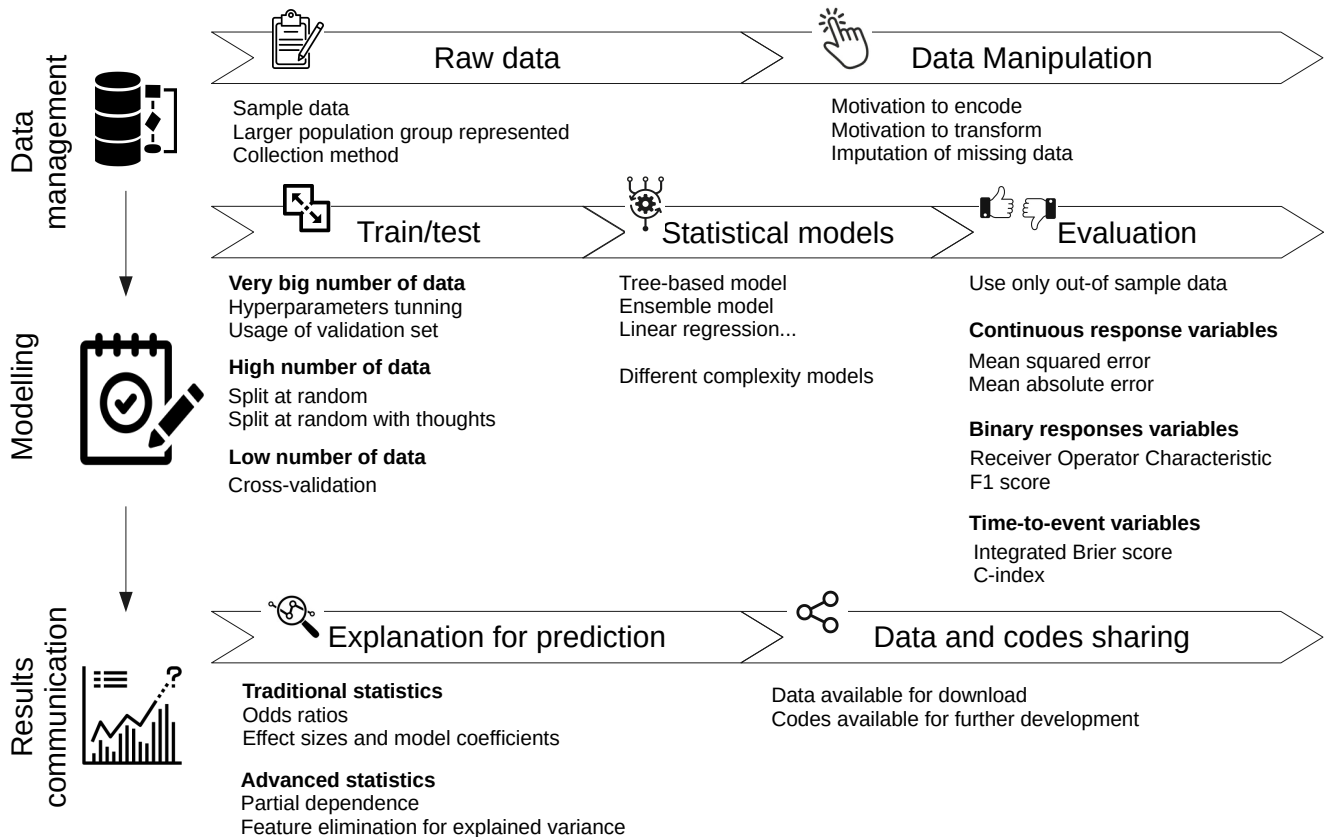 Data
management
Raw data
Data Manipulation
Sample data
Larger population group represented
Collection method
Motivation to encode
Motivation to transform
Imputation of missing data
Modelling
Train/test
Statistical models
Evaluation
Very big number of data
Hyperparameters tunning
Usage of validation set
High number of data
Split at random
Split at random with thoughts
Low number of data
Cross-validation
Tree-based model
Ensemble model
Linear regression...
Different complexity models
Use only out-of sample data
Continuous response variables
Mean squared error
Mean absolute error
Binary responses variables
Receiver Operator Characteristic
F1 score
Time-to-event variables
Integrated Brier score
C-index
Results
communication
?
Explanation for prediction
Data and codes sharing
Traditional statistics
Odds ratios
Effect sizes and model coefficients
Advanced statistics
Partial dependence
Feature elimination for explained variance
Data available for download
Codes available for further development